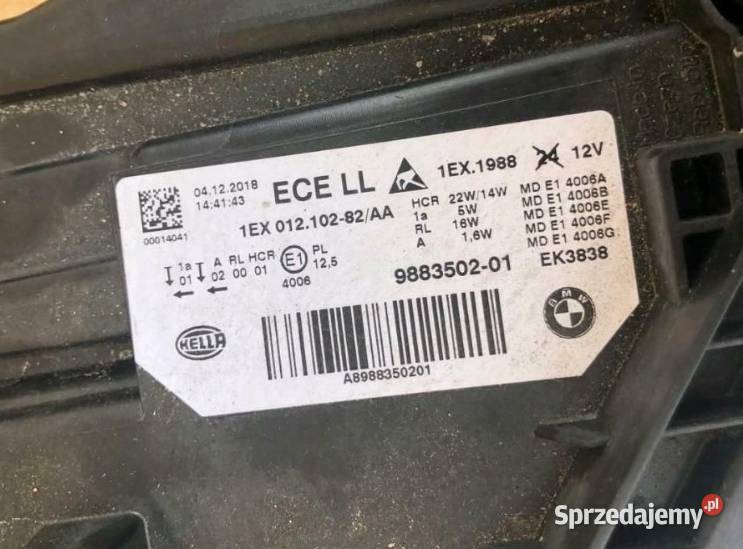 04.12.2018
14:41:43
ECE LL
1EX.1988 24 12V
00014041
1EX 012.102-82/AA
HCR 22W/14W MD E1 4006A
1a 5W MD E1 4006B
RL 16W MD E1 4006E
A 1,6W MD E1 4006F
MD E1 4006G
1a A RL HCR E1 PL
01 02 00 01 12,5
4006
9883502-01
EK3838
HELLA
BMW
A8988350201
Sprzedajemy.pl